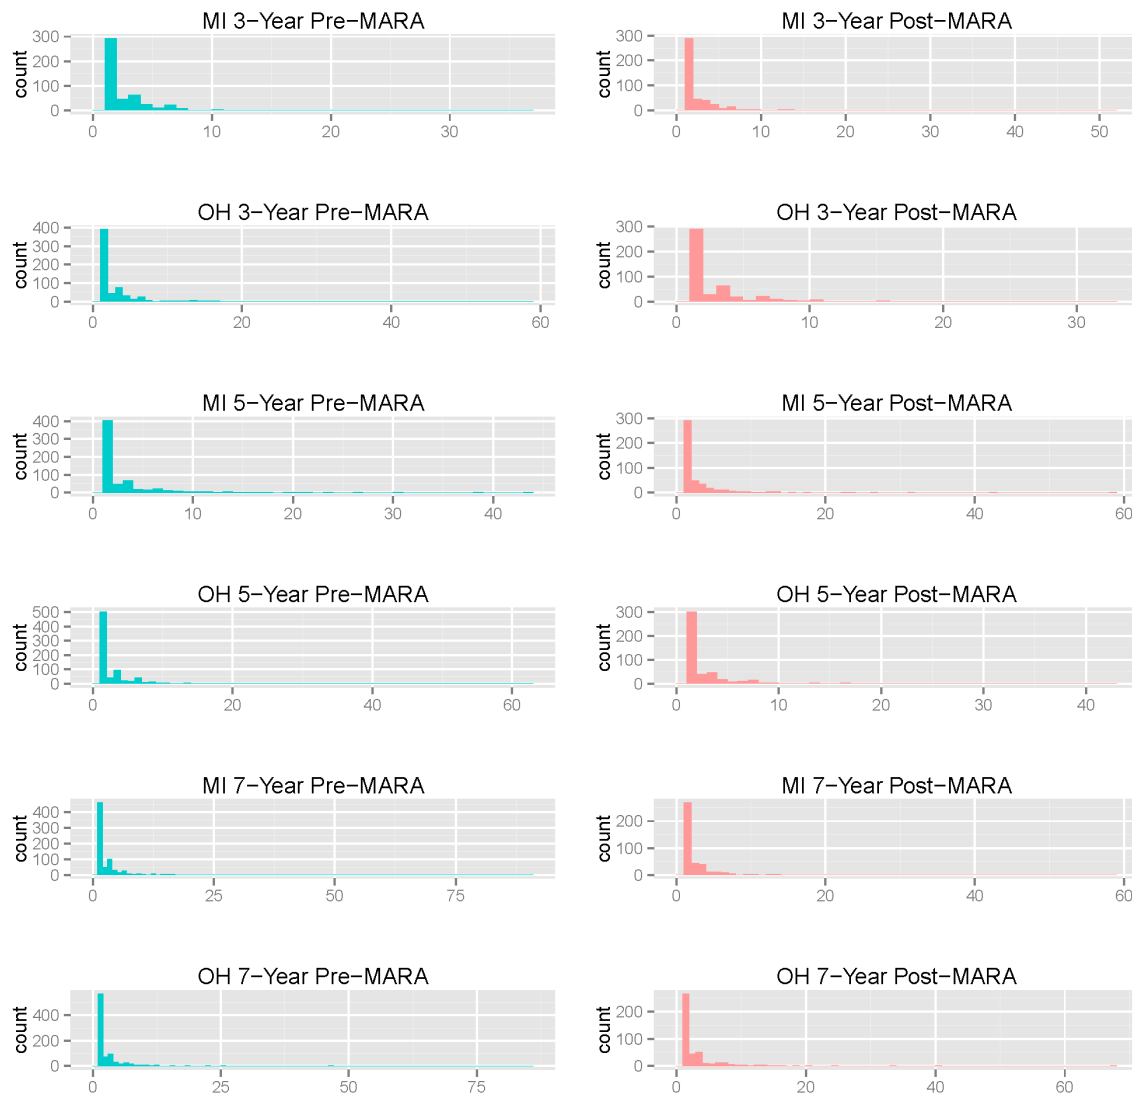 MI 3−Year Pre−MARA
300
200
100
0
count
0 10 20 30
MI 3−Year Post−MARA
300
200
100
0
count
0 10 20 30 40 50
OH 3−Year Pre−MARA
400
300
200
100
0
count
0 20 40 60
OH 3−Year Post−MARA
300
200
100
0
count
0 10 20 30
MI 5−Year Pre−MARA
400
300
200
100
0
count
0 10 20 30 40
MI 5−Year Post−MARA
300
200
100
0
count
0 20 40 60
OH 5−Year Pre−MARA
500
400
300
200
100
0
count
0 20 40 60
OH 5−Year Post−MARA
300
200
100
0
count
0 10 20 30 40
MI 7−Year Pre−MARA
400
300
200
100
0
count
0 25 50 75
MI 7−Year Post−MARA
200
100
0
count
0 20 40 60
OH 7−Year Pre−MARA
400
200
0
count
0 25 50 75
OH 7−Year Post−MARA
200
100
0
count
0 20 40 60